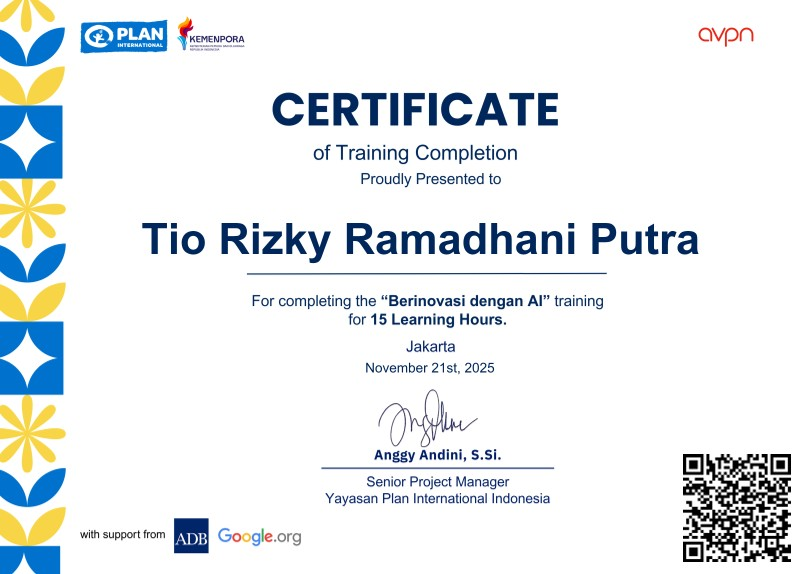 PLAN
INTERNATIONAL
KEMENPORA
avpn
CERTIFICATE
of Training Completion
Proudly Presented to
Tio Rizky Ramadhani Putra
For completing the “Berinovasi dengan AI” training
for 15 Learning Hours.
Jakarta
November 21st, 2025
Anggy Andini, S.Si.
Senior Project Manager
Yayasan Plan International Indonesia
with support from
ADB
Google.org